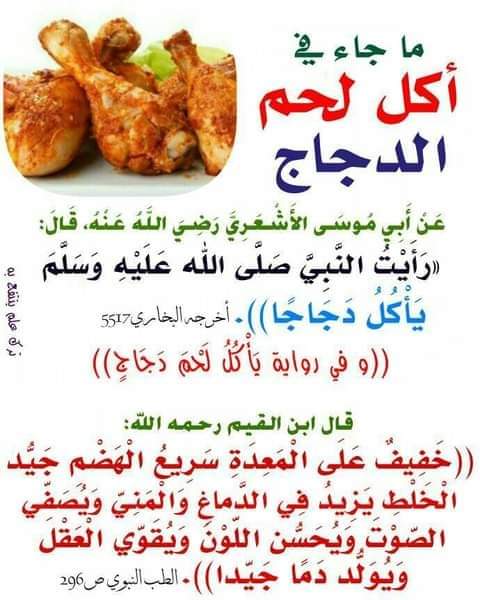 ما جاء في
أكل لحم
الدجاج
عَنْ أَبِي مُوسَى الأَشْعَرِيَّ رَضِيَ اللَّهُ عَنْهُ، قَالَ:
((رَأَيْتُ النَّبِيَّ صَلَّى الله عَلَيْهِ وَسَلَّمَ
يَأْكُلُ دَجَاجًا)). أخرجه البخاري 5517
((و في رواية يَأْكُلُ لَحْمَ دَجَاجٍ))
قال ابن القيم رحمه الله:
((خَفِيفٌ عَلَى الْمَعِدَةِ سَرِيعُ الْهَضْمِ جَيِّدُ
الْخَلْطِ يَزِيدُ فِي الدَّمَاغِ وَالْمَنِيّ وَيُصَفِّي
الصَّوْتَ وَيُحَسِّنُ اللَّوْنَ وَيُقَوِّي الْعَقْلَ
وَيُوَلِّد دَمًا جَيِّدا)). الطب النبوي ص296